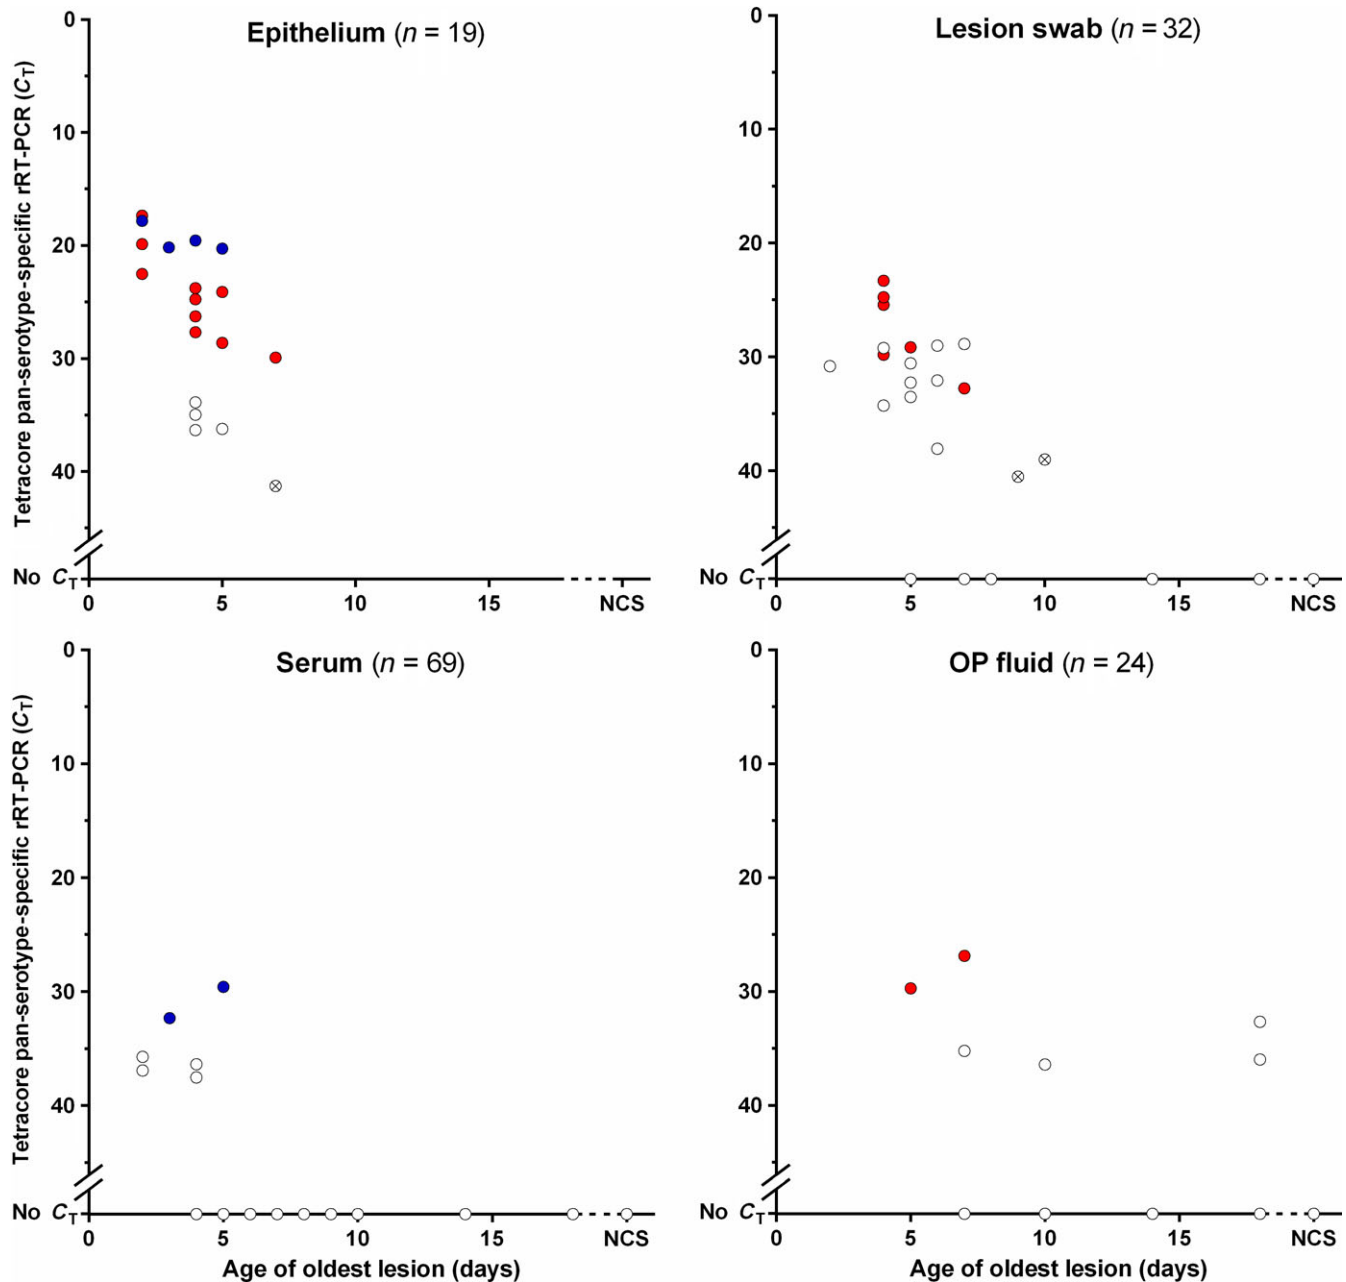 Epithelium (n = 19)
Tetracore pan-serotype-specific rRT-PCR (CT)
0
10
20
30
40
No CT
0 5 10 15 NCS
Lesion swab (n = 32)
0
10
20
30
40
No CT
0 5 10 15 NCS
Serum (n = 69)
Tetracore pan-serotype-specific rRT-PCR (CT)
0
10
20
30
40
No CT
0 5 10 15 NCS
Age of oldest lesion (days)
OP fluid (n = 24)
0
10
20
30
40
No CT
0 5 10 15 NCS
Age of oldest lesion (days)